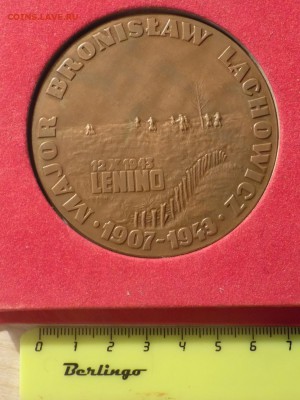 COINS.LAVE.RU
MAJOR BRONISŁAW LACHOWICZ
12 X 1943
LENINO
· 1907-1943 ·
0 1 2 3 4 5 6 7
Berlingo